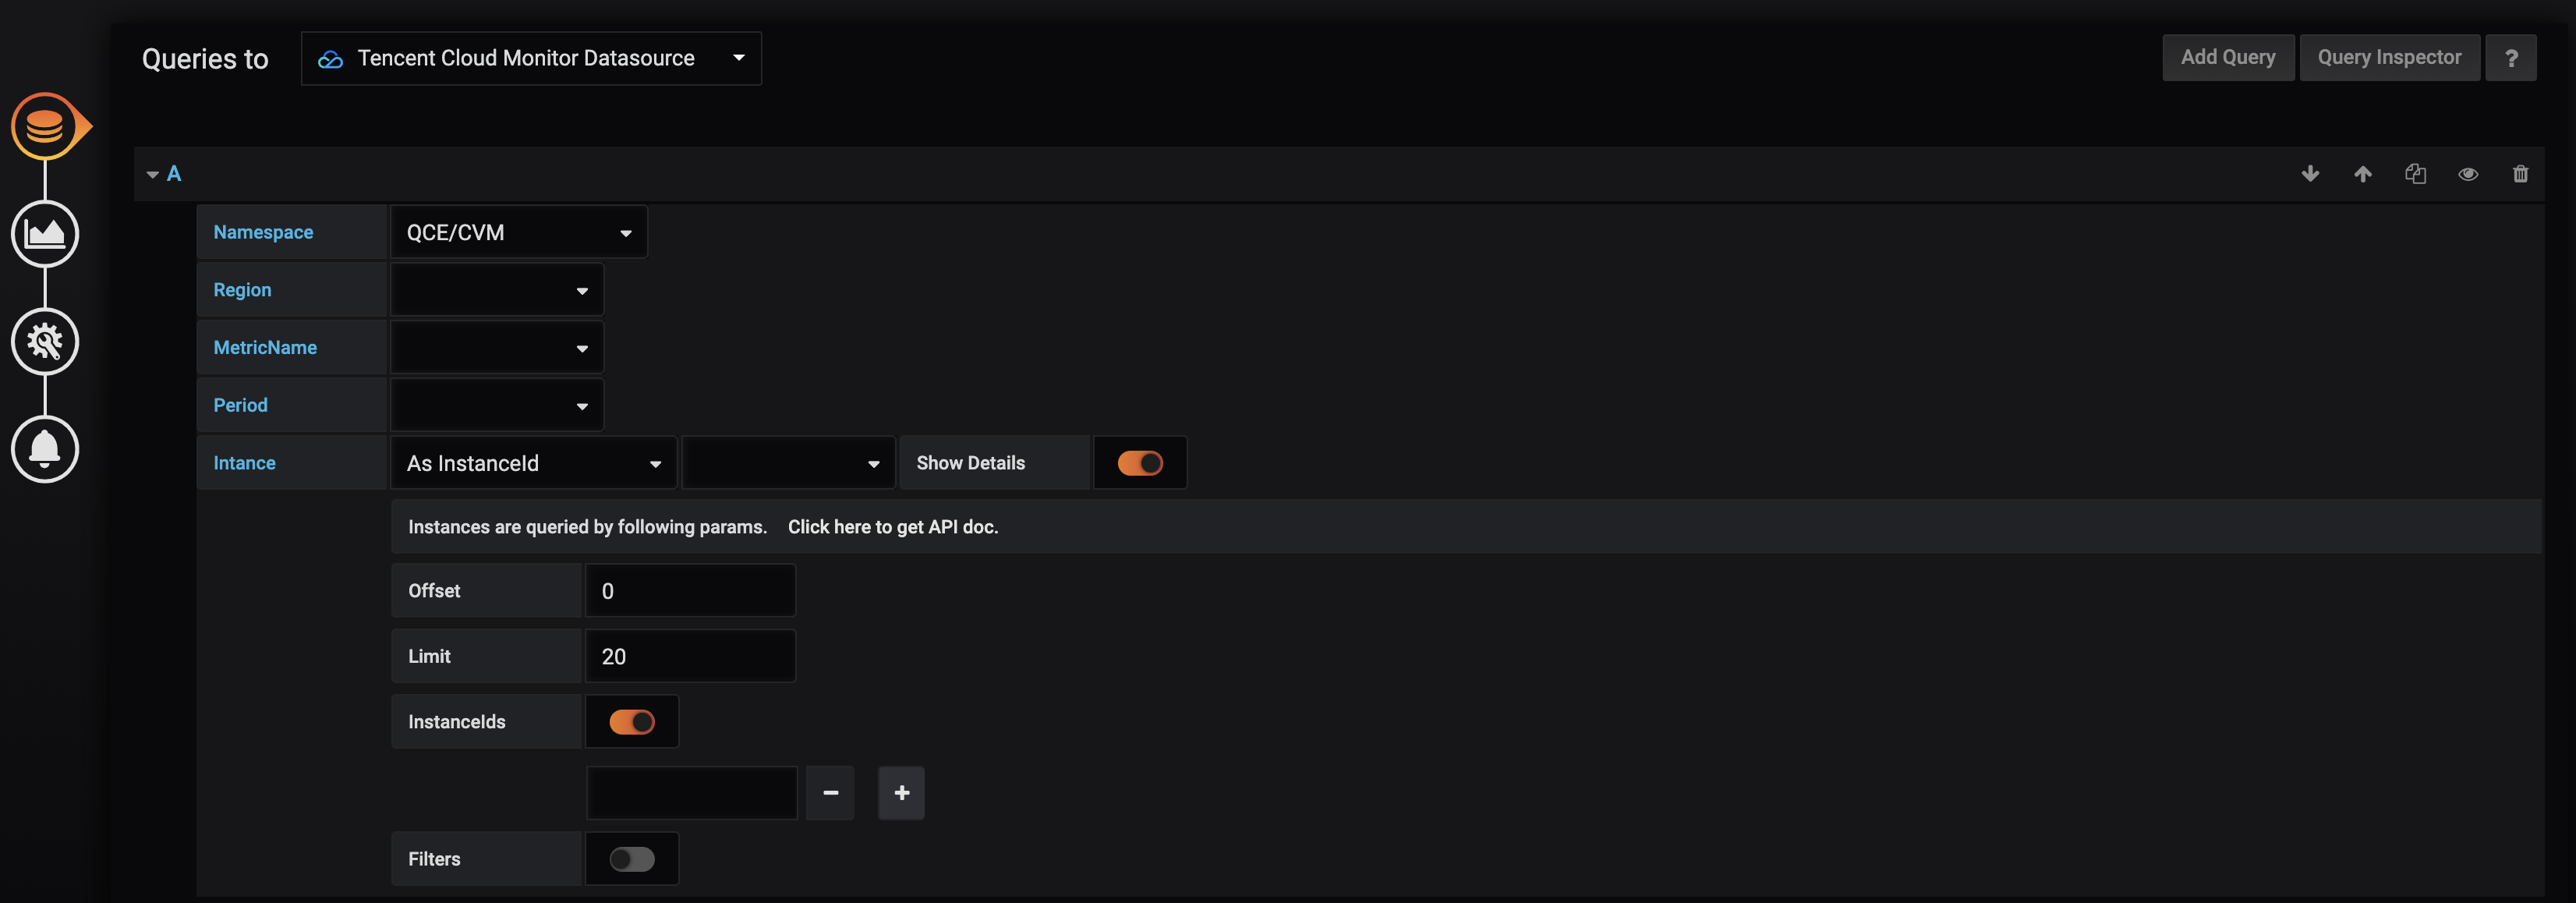 Queries to Tencent Cloud Monitor Datasource Add Query Query Inspector ?
A
Namespace QCE/CVM
Region
MetricName
Period
Intance As InstanceId Show Details
Instances are queried by following params. Click here to get API doc.
Offset 0
Limit 20
InstanceIds
Filters